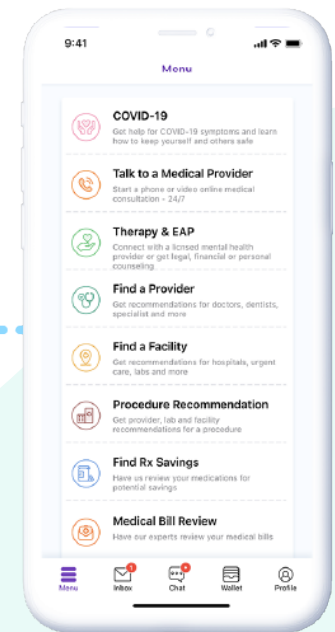 9:41
Menu
COVID-19
Get help for COVID-19 symptoms and learn
how to keep yourself and others safe
Talk to a Medical Provider
Start a phone or video online medical
consultation - 24/7
Therapy & EAP
Connect with a licnsed mental health
provider or get legal, financial or personal
counseling
Find a Provider
Get recommendations for doctors, dentists,
specialist and more
Find a Facility
Get recommendations for hospitals, urgent
care, labs and more
Procedure Recommendation
Get provider, lab and facility
recommendations for a procedure
Find Rx Savings
Have us review your medications for
potential savings
Medical Bill Review
Have our experts review your medical bills
1
Menu Inbox Chat Wallet Profile